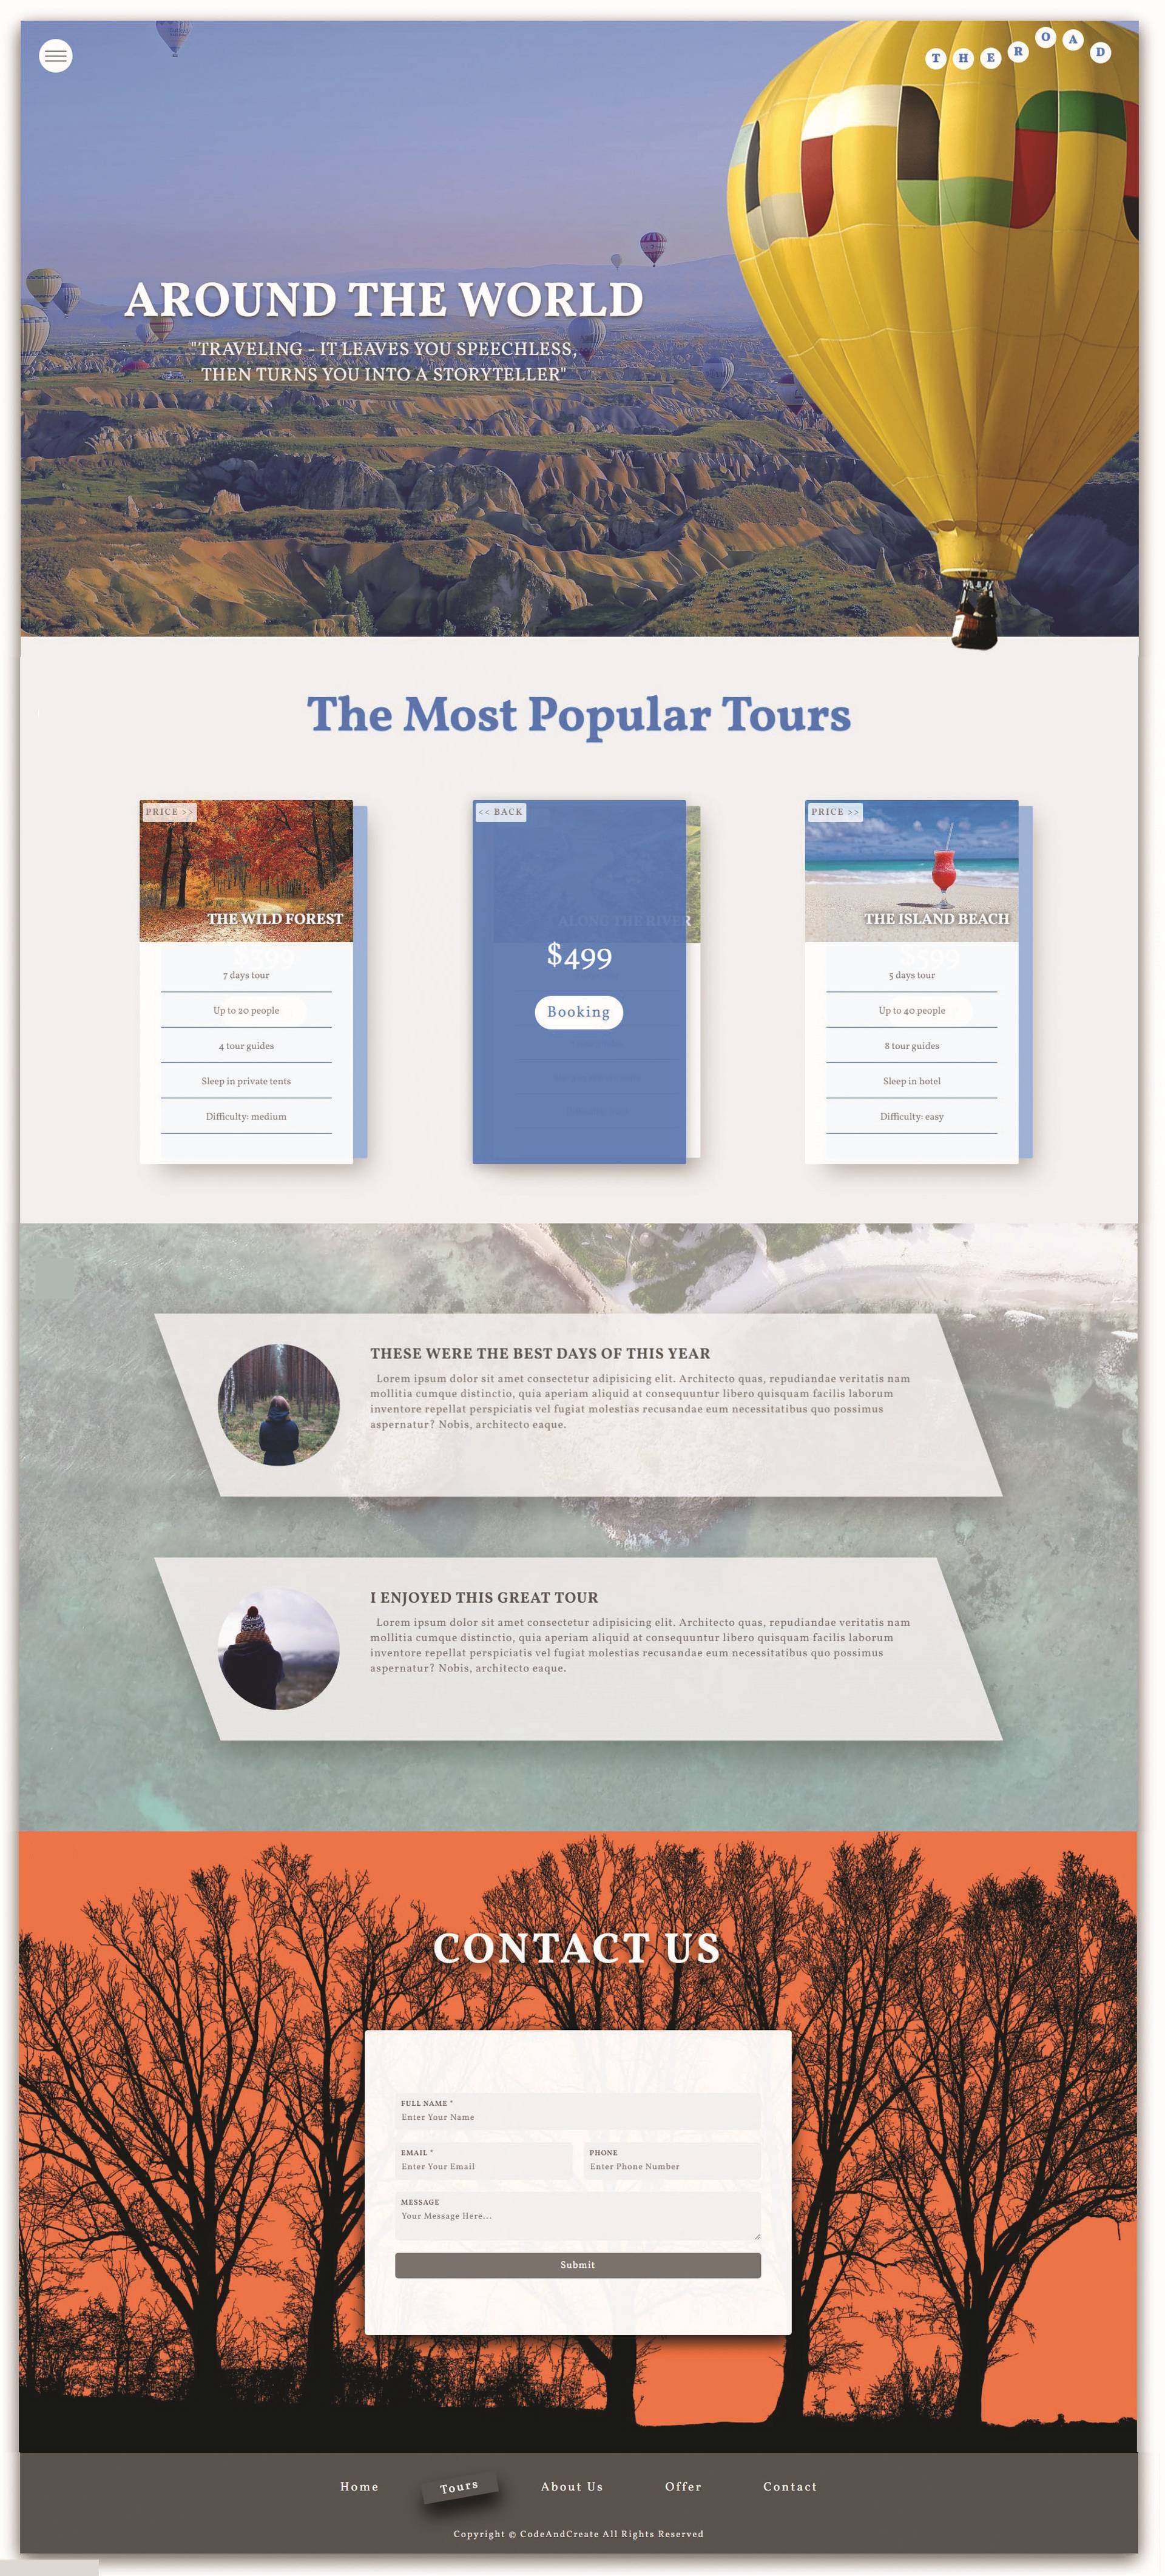 THE ROAD
AROUND THE WORLD
"TRAVELING - IT LEAVES YOU SPEECHLESS,
THEN TURNS YOU INTO A STORYTELLER"
The Most Popular Tours
PRICE >>
THE WILD FOREST
$399
7 days tour
Up to 20 people
4 tour guides
Sleep in private tents
Difficulty: medium
<< BACK
ALONG THE RIVER
$499
Booking
PRICE >>
THE ISLAND BEACH
$599
5 days tour
Up to 40 people
8 tour guides
Sleep in hotel
Difficulty: easy
THESE WERE THE BEST DAYS OF THIS YEAR
Lorem ipsum dolor sit amet consectetur adipisicing elit. Architecto quas, repudiandae veritatis nam
mollitia cumque distinctio, quia aperiam aliquid at consequuntur libero quisquam facilis laborum
inventore repellat perspiciatis vel fugiat molestias recusandae eum necessitatibus quo possimus
aspernatur? Nobis, architecto eaque.
I ENJOYED THIS GREAT TOUR
Lorem ipsum dolor sit amet consectetur adipisicing elit. Architecto quas, repudiandae veritatis nam
mollitia cumque distinctio, quia aperiam aliquid at consequuntur libero quisquam facilis laborum
inventore repellat perspiciatis vel fugiat molestias recusandae eum necessitatibus quo possimus
aspernatur? Nobis, architecto eaque.
CONTACT US
FULL NAME *
Enter Your Name
EMAIL *
Enter Your Email
PHONE
Enter Phone Number
MESSAGE
Your Message Here...
Submit
Home Tours About Us Offer Contact
Copyright © CodeAndCreate All Rights Reserved